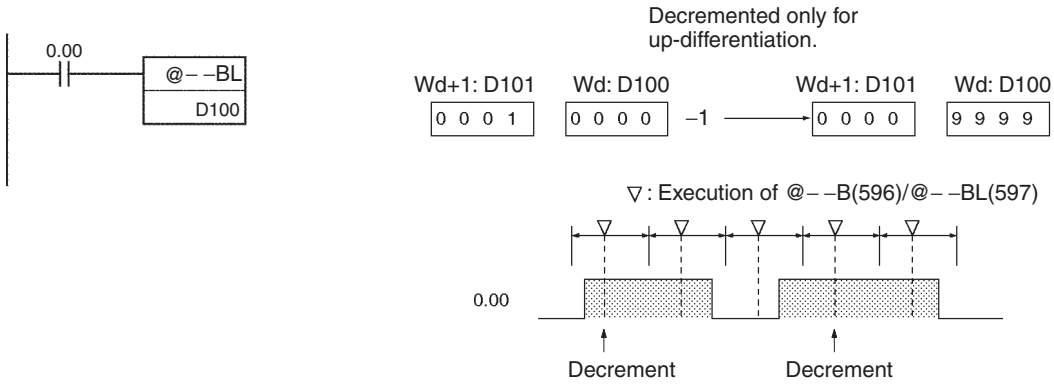 0.00
@− −BL
D100
Decremented only for
up-differentiation.
Wd+1: D101 Wd: D100 Wd+1: D101 Wd: D100
0 0 0 1 0 0 0 0 −1 0 0 0 0 9 9 9 9
▽: Execution of @− −B(596)/@− −BL(597)
0.00
Decrement Decrement